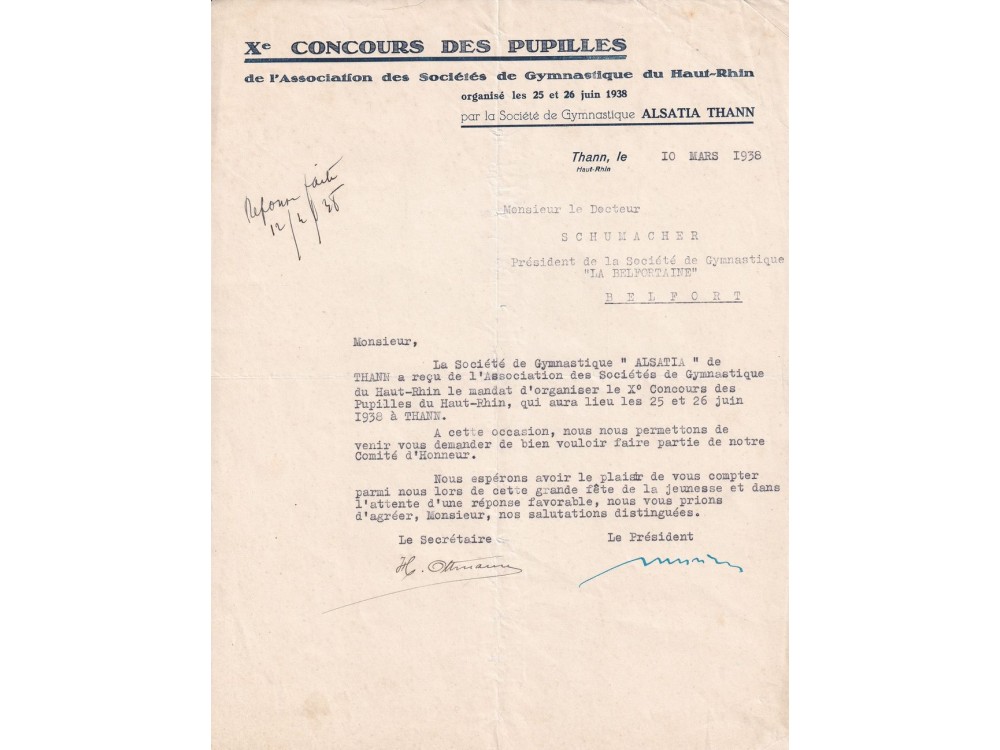 Xe CONCOURS DES PUPILLES
de l'Association des Sociétés de Gymnastique du Haut-Rhin
organisé les 25 et 26 juin 1938
par la Société de Gymnastique ALSATIA THANN
Thann, le 10 MARS 1938
Haut-Rhin
Réponse faite
12/4/38
Monsieur le Docteur
SCHUMACHER
Président de la Société de Gymnastique
"LA BELFORTAINE"
BELFORT
Monsieur,
La Société de Gymnastique " ALSATIA " de
THANN a reçu de l'Association des Sociétés de Gymnastique
du Haut-Rhin le mandat d'organiser le X° Concours des
Pupilles du Haut-Rhin, qui aura lieu les 25 et 26 juin
1938 à THANN.
A cette occasion, nous nous permettons de
venir vous demander de bien vouloir faire partie de notre
Comité d'Honneur.
Nous espérons avoir le plaisir de vous compter
parmi nous lors de cette grande fête de la jeunesse et dans
l'attente d'une réponse favorable, nous vous prions
d'agréer, Monsieur, nos salutations distinguées.
Le Secrétaire Le Président
H. Ottmann